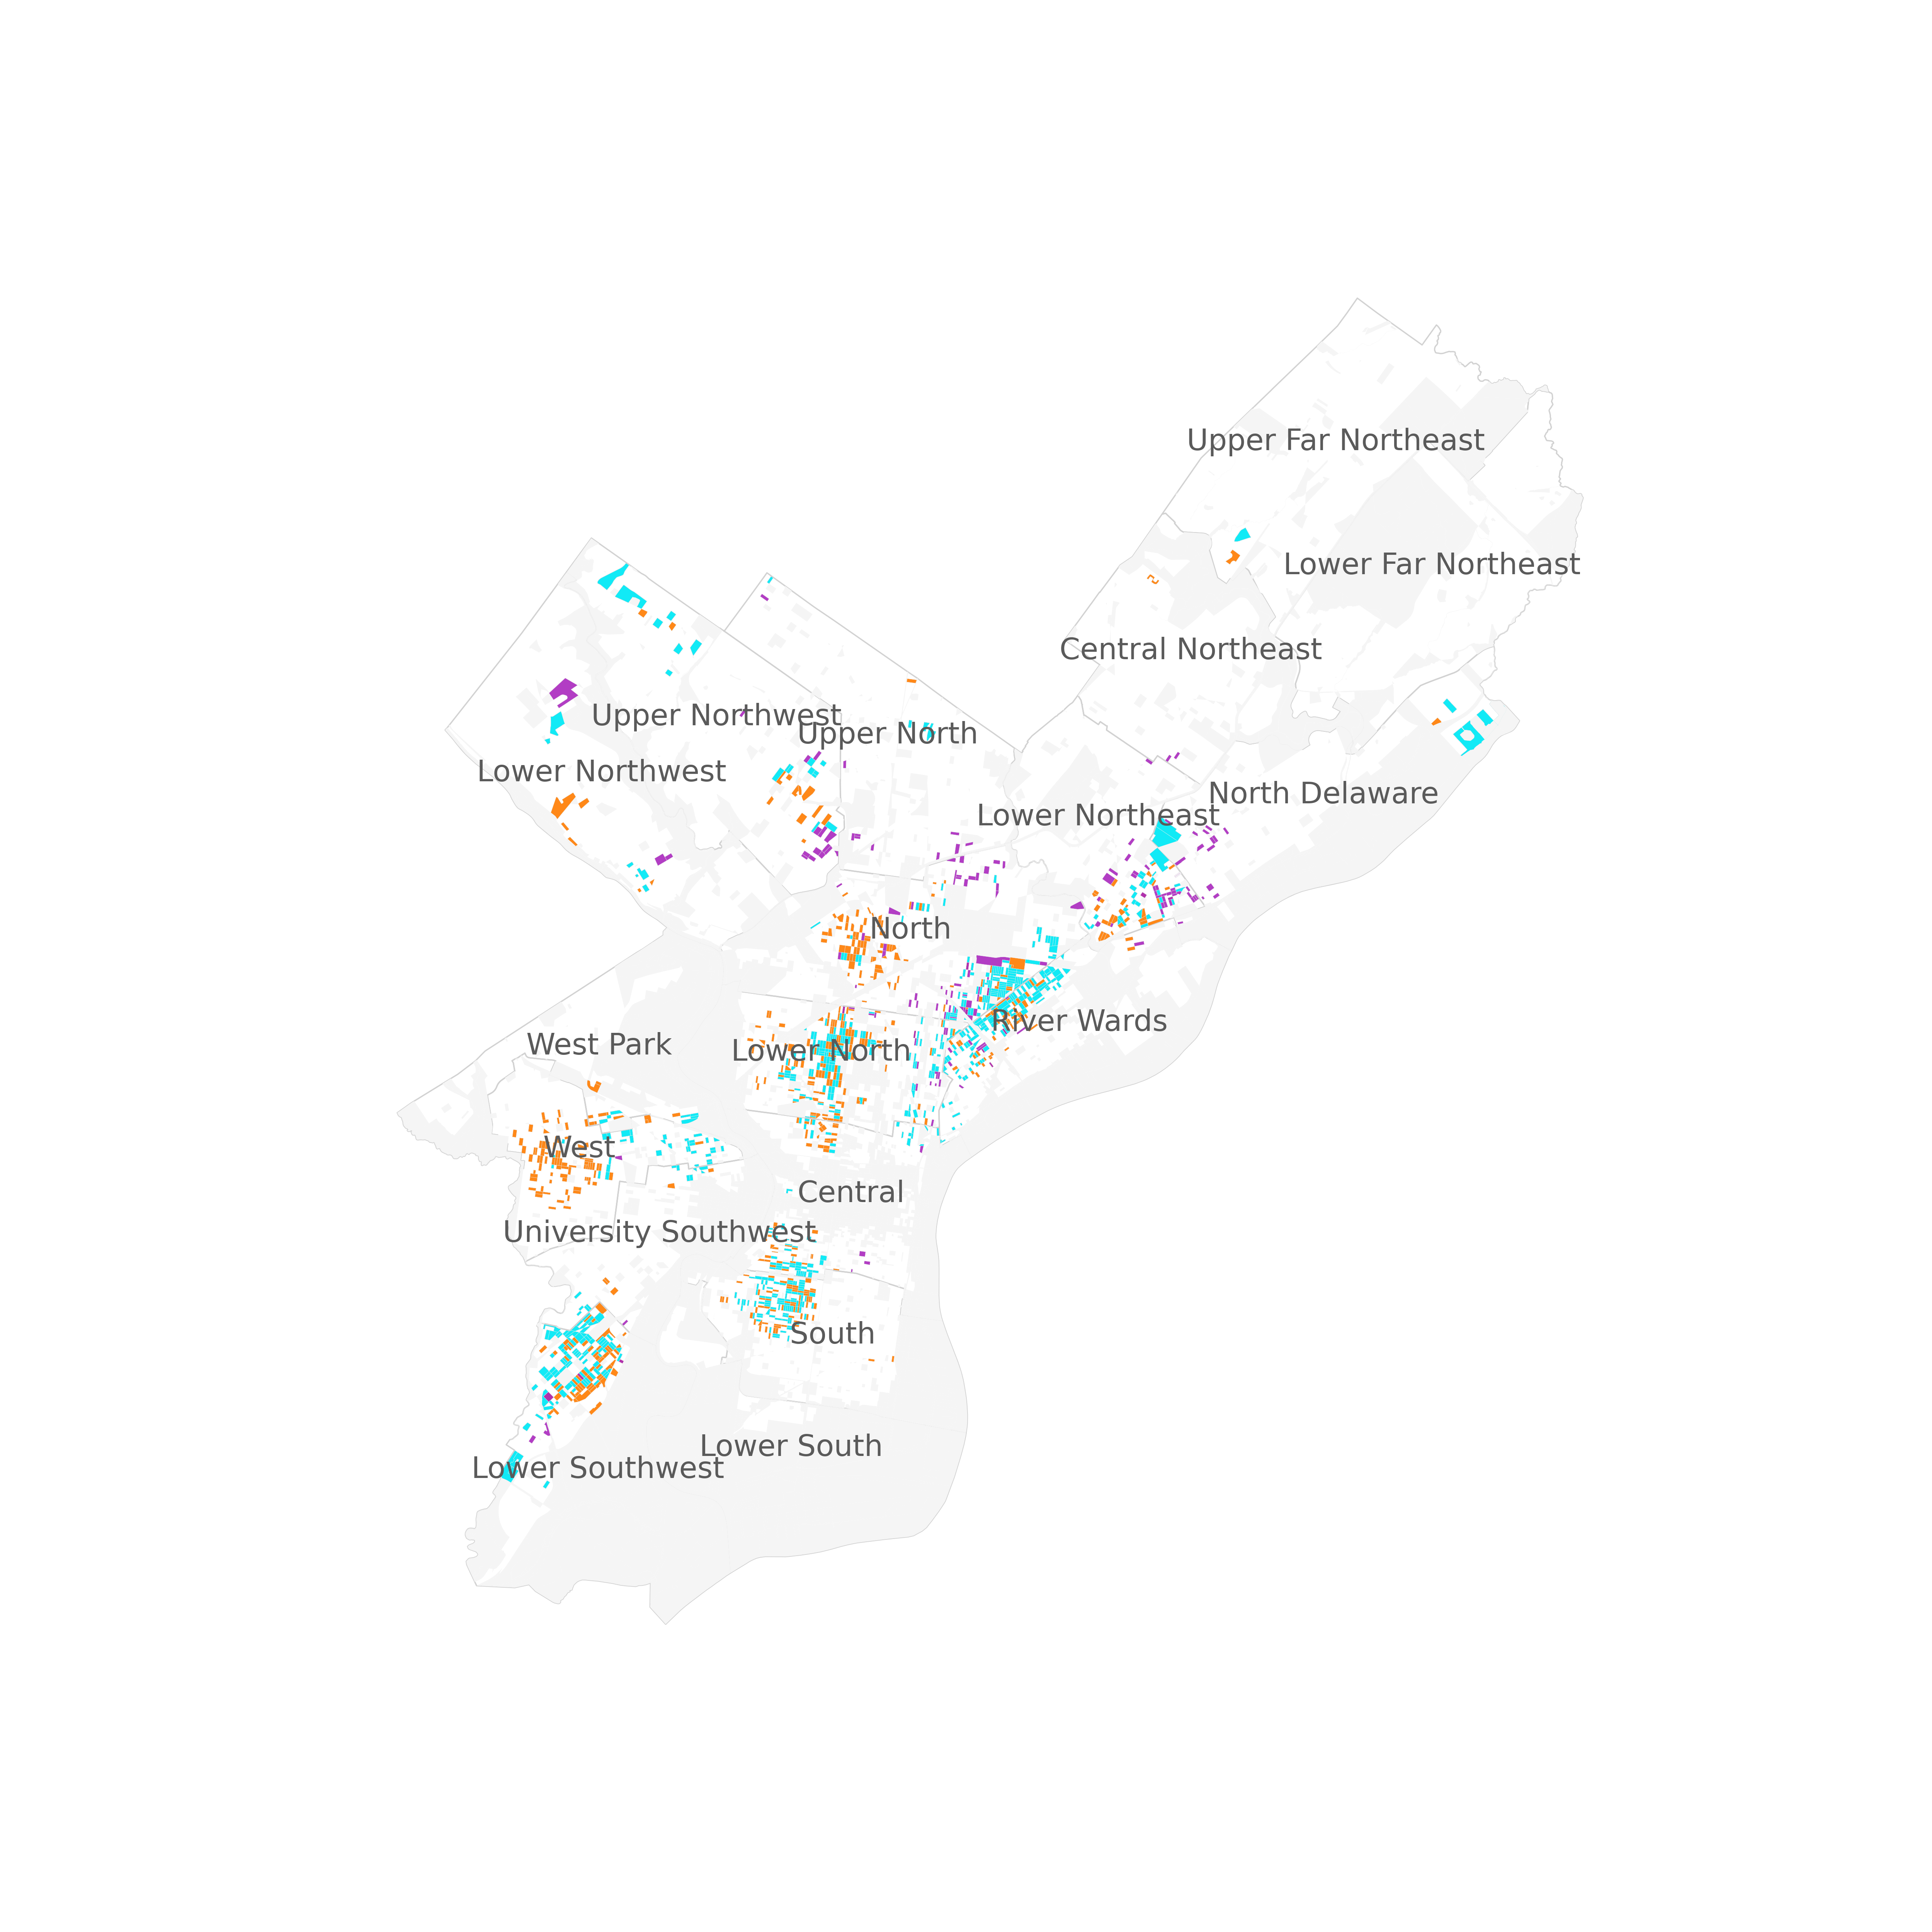 Upper Far Northeast
Lower Far Northeast
Central Northeast
Upper Northwest
Upper North
Lower Northwest
North Delaware
Lower Northeast
North
River Wards
West Park
Lower North
West
Central
University Southwest
South
Lower South
Lower Southwest